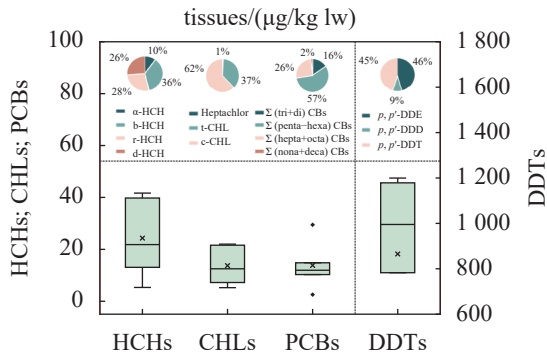 tissues/(μg/kg lw)
100
80
60
40
20
0
HCHs; CHLs; PCBs
1 800
1 600
1 400
1 200
1 000
800
600
DDTs
26%
10%
36%
28%
1%
62%
37%
2%
16%
26%
57%
45%
46%
9%
α-HCH
b-HCH
r-HCH
d-HCH
Heptachlor
t-CHL
c-CHL
Σ (tri+di) CBs
Σ (penta−hexa) CBs
Σ (hepta+octa) CBs
Σ (nona+deca) CBs
p, p′-DDE
p, p′-DDD
p, p′-DDT
HCHs CHLs PCBs DDTs